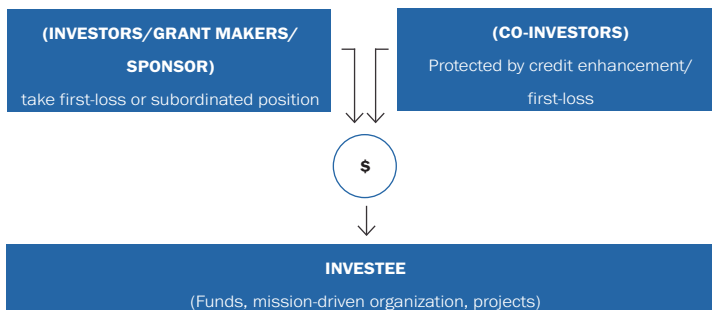 (INVESTORS/GRANT MAKERS/
SPONSOR)
take first-loss or subordinated position
(CO-INVESTORS)
Protected by credit enhancement/
first-loss
$
INVESTEE
(Funds, mission-driven organization, projects)